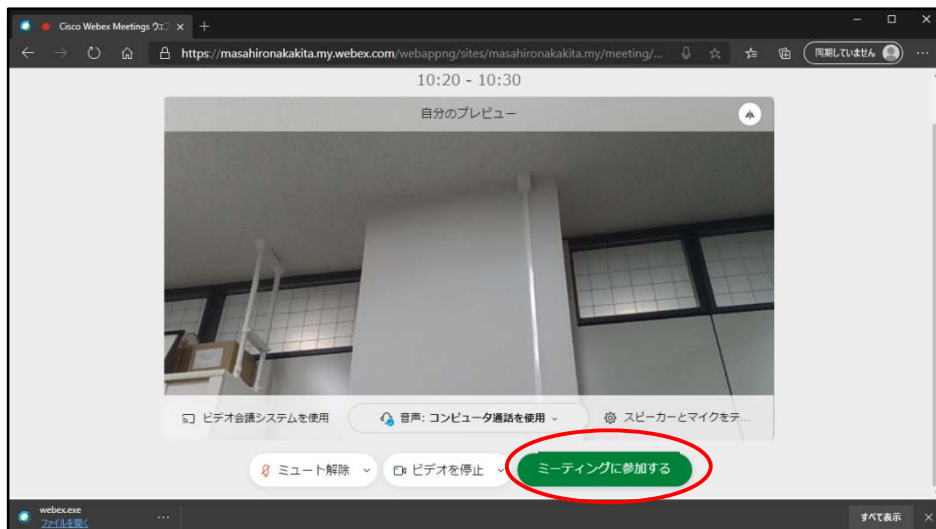 Cisco Webex Meetings ウェブ
https://masahironakakita.my.webex.com/webappng/sites/masahironakakita.my/meeting/...
同期していません
10:20 - 10:30
自分のプレビュー
ビデオ会議システムを使用
音声: コンピュータ通話を使用
スピーカーとマイクをテ...
ミュート解除
ビデオを停止
ミーティングに参加する
webex.exe
ファイルを開く
すべて表示